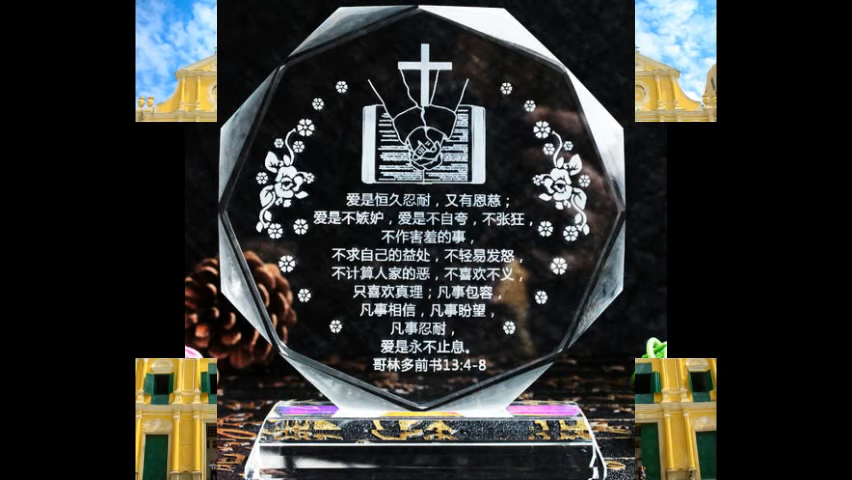 爱是恒久忍耐，又有恩慈；
爱是不嫉妒，爱是不自夸，不张狂，
不作害羞的事，
不求自己的益处，不轻易发怒，
不计算人家的恶，不喜欢不义，
只喜欢真理；凡事包容，
凡事相信，凡事盼望，
凡事忍耐，
爱是永不止息。
哥林多前书13:4-8